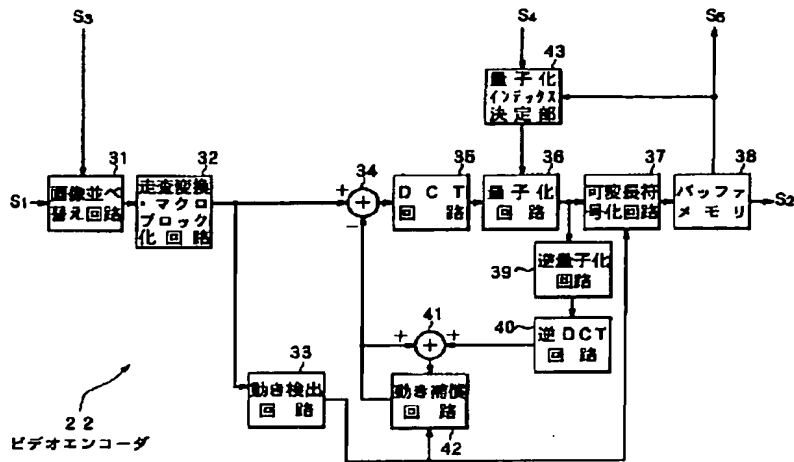 S3
S4
S5
43
量子化
インデックス
決定部
31
32
34
35
36
37
38
S1
画像並べ
替え回路
走査変換
・マクロ
ブロック
化回路
+
−
DCT
回路
量子化
回路
可変長符
号化回路
バッファ
メモリ
S2
39
逆量子化
回路
41
+
+
+
40
逆DCT
回路
33
動き検出
回路
動き補償
回路
42
22
ビデオエンコーダ